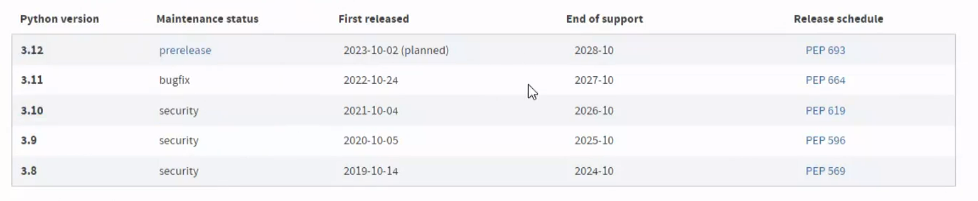 Python version Maintenance status First released End of support Release schedule
3.12 prerelease 2023-10-02 (planned) 2028-10 PEP 693
3.11 bugfix 2022-10-24 2027-10 PEP 664
3.10 security 2021-10-04 2026-10 PEP 619
3.9 security 2020-10-05 2025-10 PEP 596
3.8 security 2019-10-14 2024-10 PEP 569